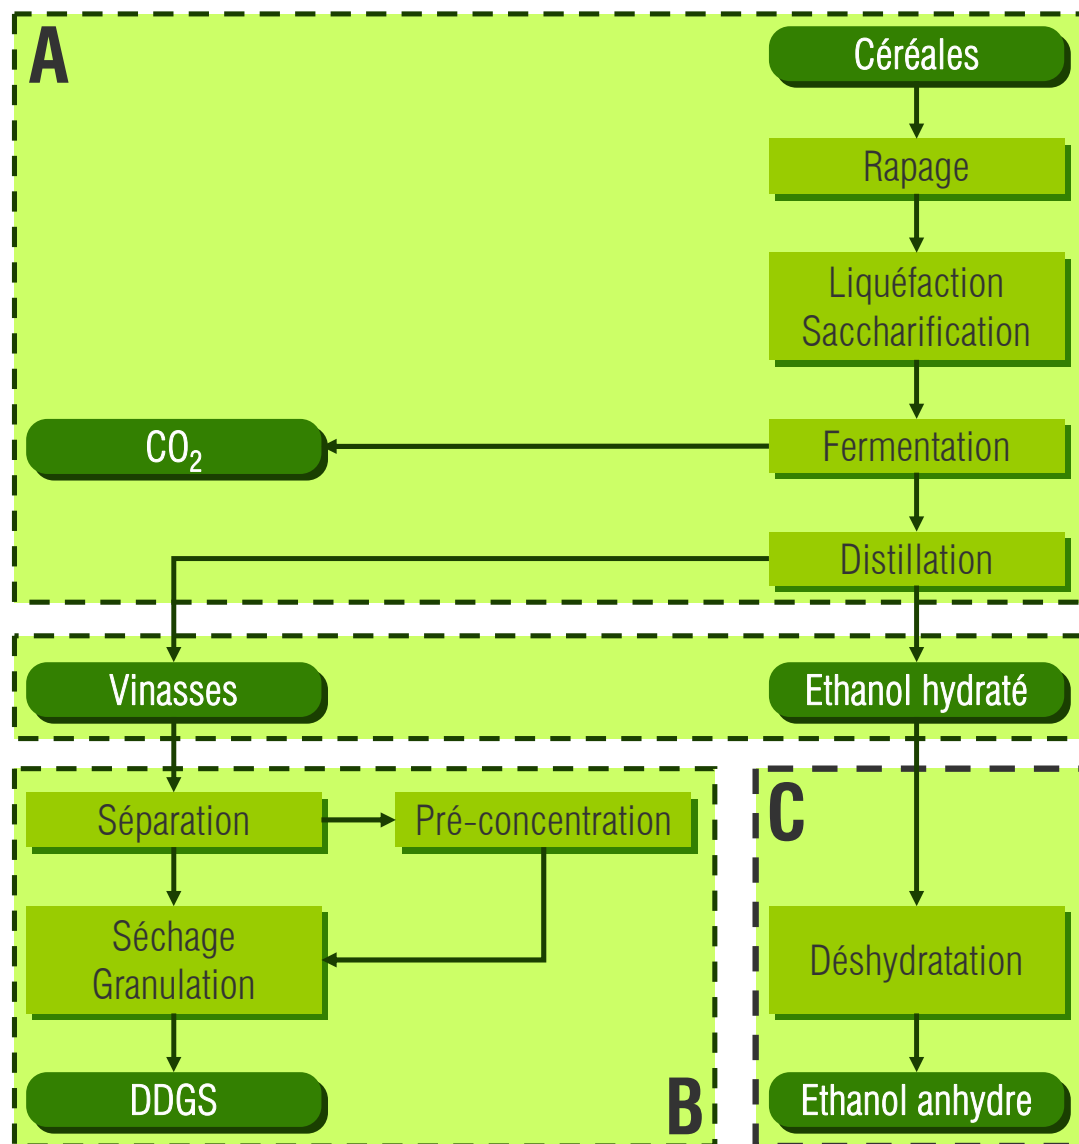 A
Céréales
Rapage
Liquéfaction
Saccharification
CO₂
Fermentation
Distillation
Vinasses
Ethanol hydraté
Séparation
Pré-concentration
C
Séchage
Granulation
Déshydratation
DDGS
B
Ethanol anhydre